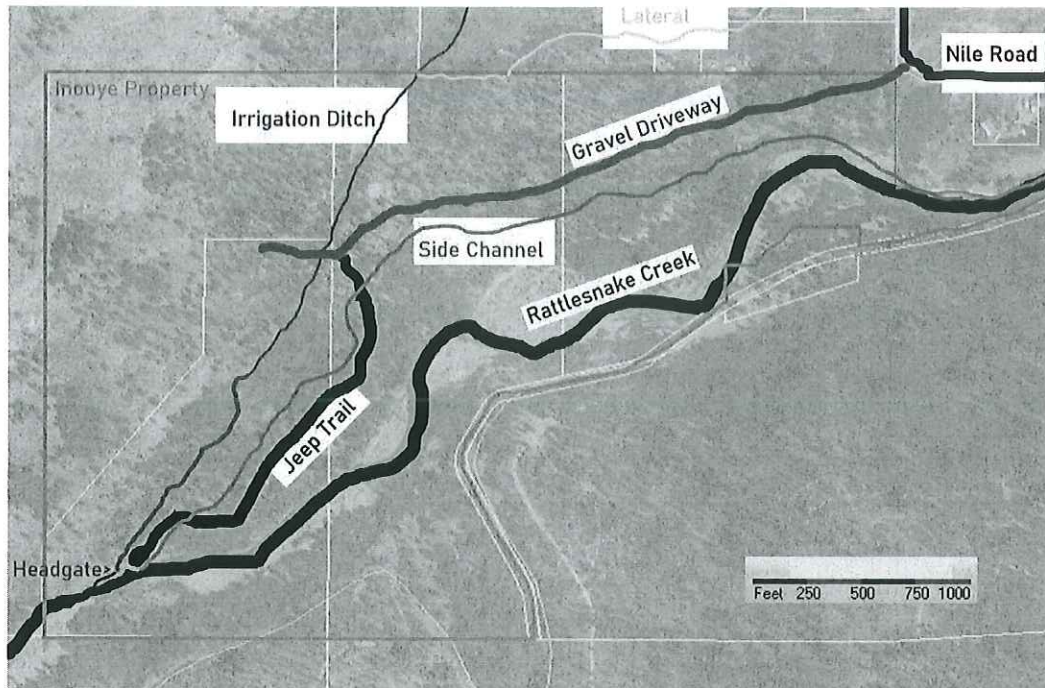 Lateral
Nile Road
Inouye Property
Irrigation Ditch
Gravel Driveway
Side Channel
Rattlesnake Creek
Jeep Trail
Headgate>
Feet 250 500 750 1000